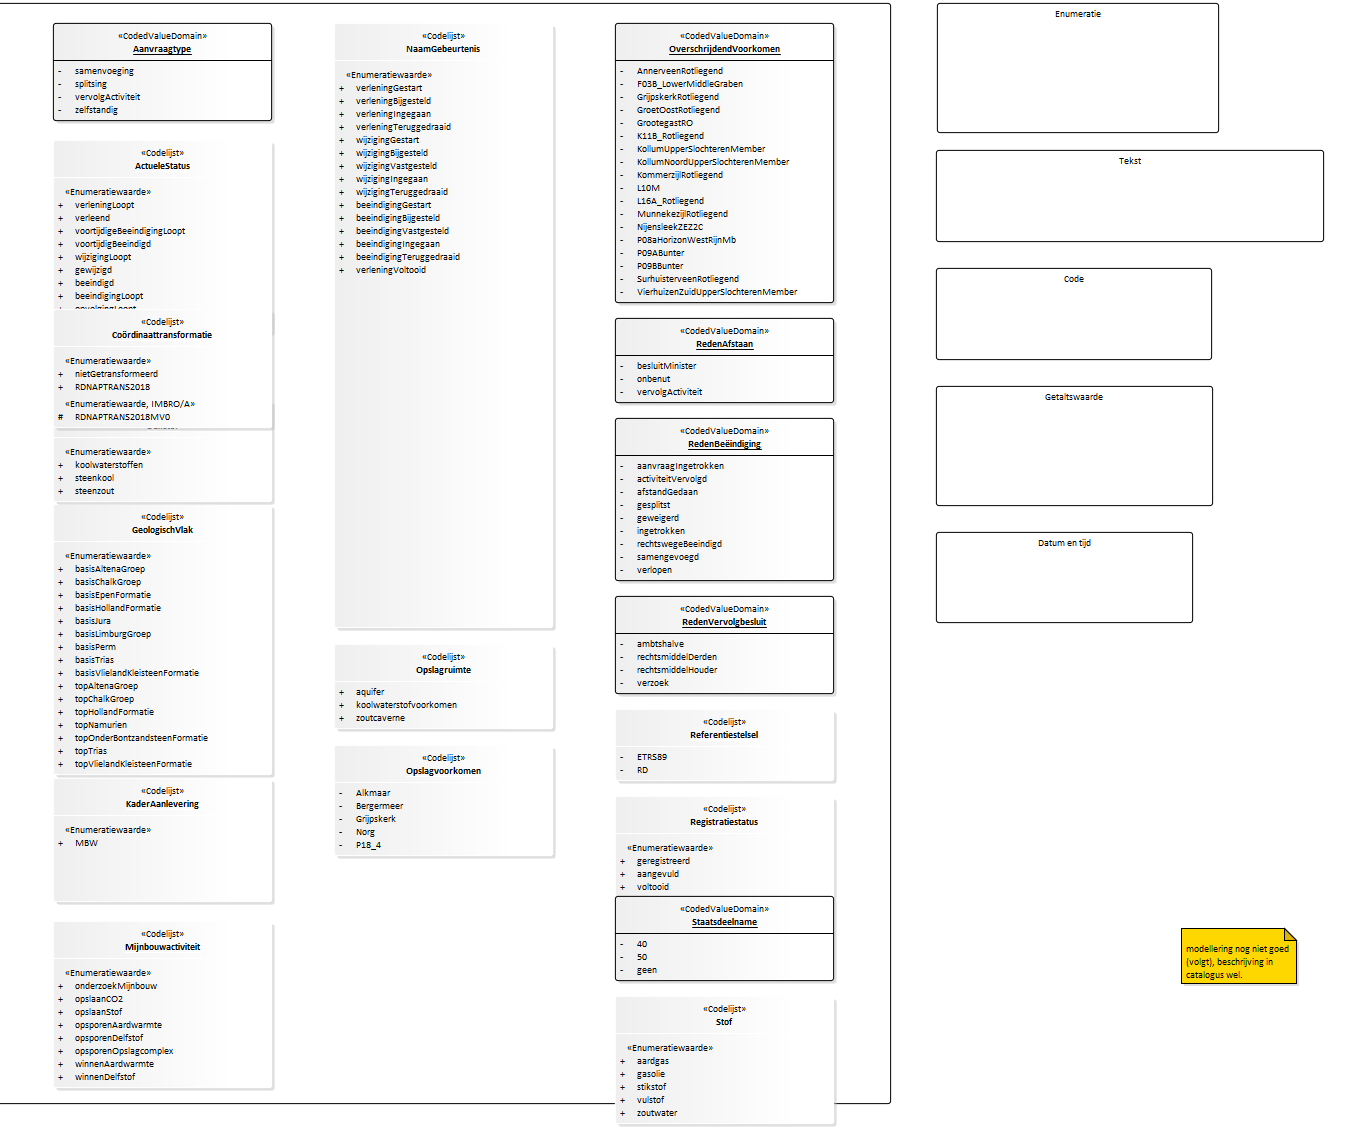 «CodedValueDomain»
Aanvraagtype
- samenvoeging
- splitsing
- vervolgActiviteit
- zelfstandig
«Codelijst»
ActueleStatus
«Enumeratiewaarde»
+ verleningLoopt
+ verleend
+ voortijdigeBeeindigingLoopt
+ voortijdigBeeindigd
+ wijzigingLoopt
+ gewijzigd
+ beeindigd
+ beeindigingLoopt
«Codelijst»
Coördinaattransformatie
«Enumeratiewaarde»
+ nietGetransformeerd
+ RDNAPTRANS2018
«Enumeratiewaarde, IMBRO/A»
# RDNAPTRANS2018MV0
«Enumeratiewaarde»
+ koolwaterstoffen
+ steenkool
+ steenzout
«Codelijst»
GeologischVlak
«Enumeratiewaarde»
+ basisAltenaGroep
+ basisChalkGroep
+ basisEpenFormatie
+ basisHollandFormatie
+ basisJura
+ basisLimburgGroep
+ basisPerm
+ basisTrias
+ basisVlielandKleisteenFormatie
+ topAltenaGroep
+ topChalkGroep
+ topHollandFormatie
+ topNamurien
+ topOnderBontzandsteenFormatie
+ topTrias
+ topVlielandKleisteenFormatie
«Codelijst»
KaderAanlevering
«Enumeratiewaarde»
+ MBW
«Codelijst»
Mijnbouwactiviteit
«Enumeratiewaarde»
+ onderzoekMijnbouw
+ opslaanCO2
+ opslaanStof
+ opsporenAardwarmte
+ opsporenDelfstof
+ opsporenOpslagcomplex
+ winnenAardwarmte
+ winnenDelfstof
«Codelijst»
NaamGebeurtenis
«Enumeratiewaarde»
+ verleningGestart
+ verleningBijgesteld
+ verleningIngegaan
+ verleningTeruggedraaid
+ wijzigingGestart
+ wijzigingBijgesteld
+ wijzigingVastgesteld
+ wijzigingIngegaan
+ wijzigingTeruggedraaid
+ beeindigingGestart
+ beeindigingBijgesteld
+ beeindigingVastgesteld
+ beeindigingIngegaan
+ beeindigingTeruggedraaid
+ verleningVoltooid
«Codelijst»
Opslagruimte
+ aquifer
+ koolwaterstofvoorkomen
+ zoutcaverne
«Codelijst»
Opslagvoorkomen
- Alkmaar
- Bergermeer
- Grijpskerk
- Norg
- P18_4
«CodedValueDomain»
OverschrijdendVoorkomen
- AnnerveenRotliegend
- F03B_LowerMiddleGraben
- GrijpskerkRotliegend
- GroetOostRotliegend
- GrootegastRO
- K11B_Rotliegend
- KollumUpperSlochterenMember
- KollumNoordUpperSlochterenMember
- KommerzijlRotliegend
- L10M
- L16A_Rotliegend
- MunnekezijlRotliegend
- NijensleekZEZ2C
- P08aHorizonWestRijnMb
- P09ABunter
- P09BBunter
- SurhuisterveenRotliegend
- VierhuizenZuidUpperSlochterenMember
«CodedValueDomain»
RedenAfstaan
- besluitMinister
- onbenut
- vervolgActiviteit
«CodedValueDomain»
RedenBeëindiging
- aanvraagIngetrokken
- activiteitVervolgd
- afstandGedaan
- gesplitst
- geweigerd
- ingetrokken
- rechtswegeBeeindigd
- samengevoegd
- verlopen
«CodedValueDomain»
RedenVervolgbesluit
- ambtshalve
- rechtsmiddelDerden
- rechtsmiddelHouder
- verzoek
«Codelijst»
Referentiestelsel
- ETRS89
- RD
«Codelijst»
Registratiestatus
«Enumeratiewaarde»
+ geregistreerd
+ aangevuld
+ voltooid
«CodedValueDomain»
Staatsdeelname
- 40
- 50
- geen
«Codelijst»
Stof
«Enumeratiewaarde»
+ aardgas
+ gasolie
+ stikstof
+ vulstof
+ zoutwater
Enumeratie
Tekst
Code
Getaltswaarde
Datum en tijd
modellering nog niet goed
(volgt), beschrijving in
catalogus wel.